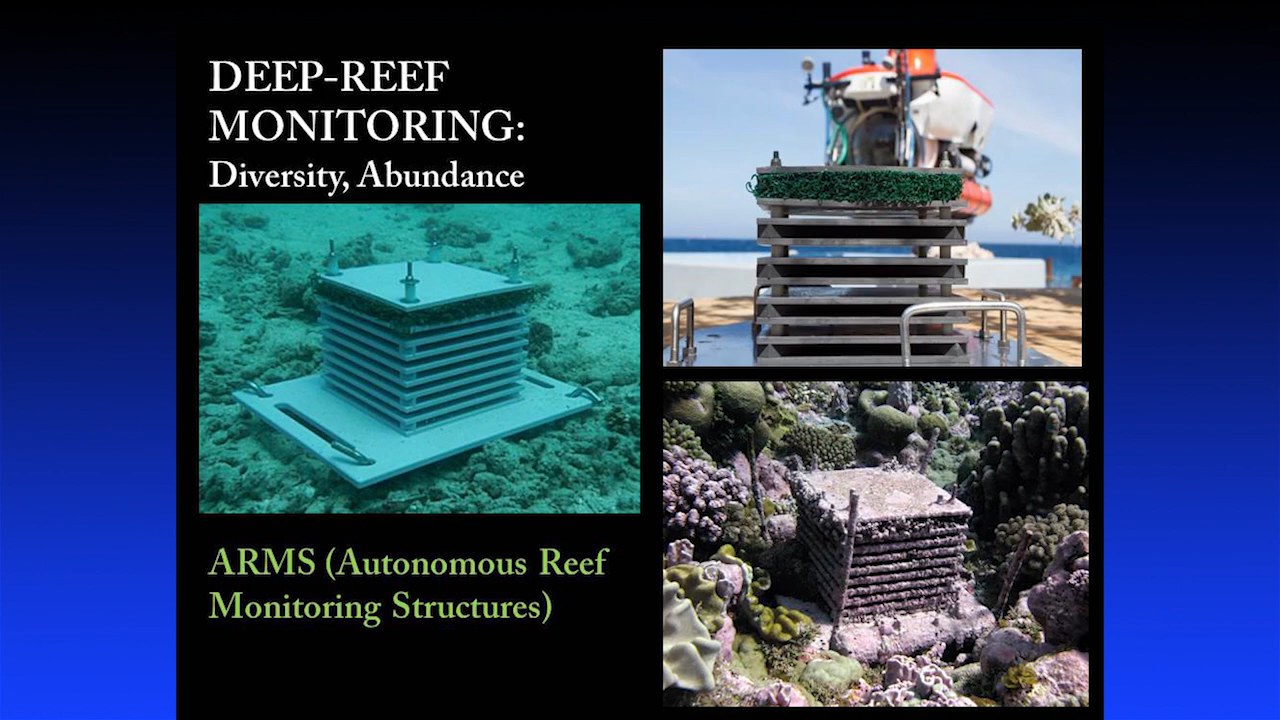 DEEP-REEF
MONITORING:
Diversity, Abundance
ARMS (Autonomous Reef
Monitoring Structures)